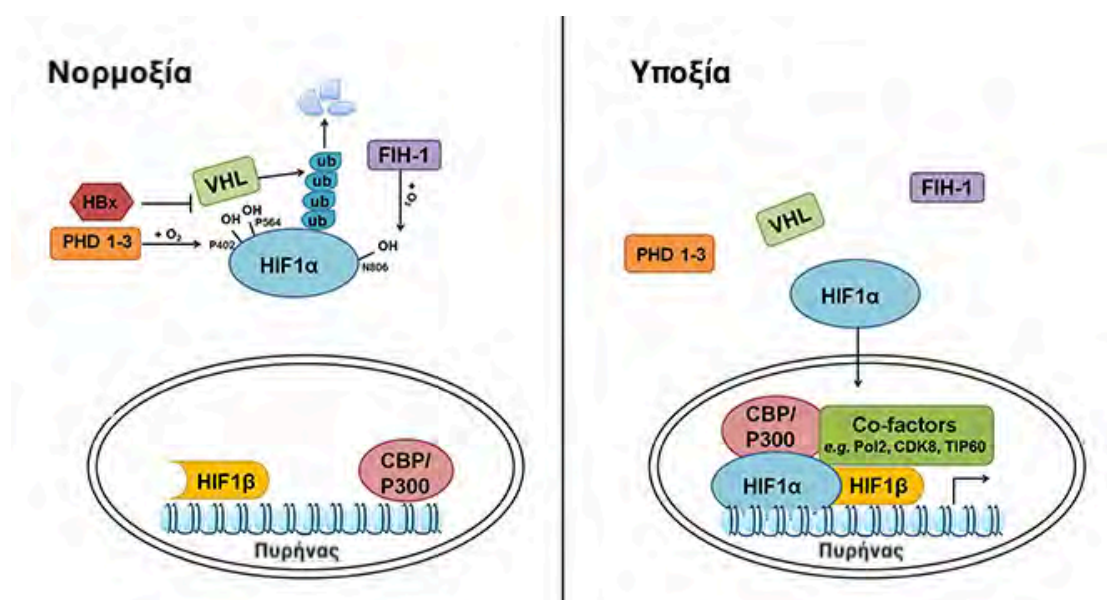 Νορμοξία
ub
ub
ub
ub
FIH-1
VHL
+ O₂
HBx
PHD 1-3
+ O₂
OH
OH
P564
P402
OH
N806
HIF1α
HIF1β
CBP/
P300
Πυρήνας
Υποξία
FIH-1
VHL
PHD 1-3
HIF1α
CBP/
P300
Co-factors
e.g. Pol2, CDK8, TIP60
HIF1α
HIF1β
Πυρήνας